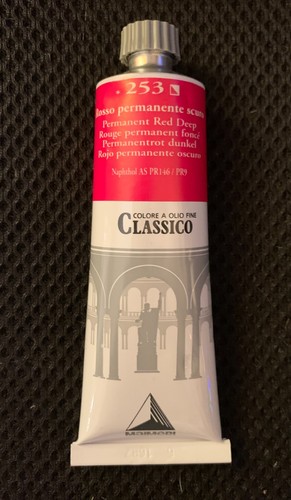 253
Rosso permanente scuro
Permanent Red Deep
Rouge permanent foncé
Permanentrot dunkel
Rojo permanente oscuro
Naphthol AS PR146 / PR9
COLORE A OLIO FINE
CLASSICO
MAIMERI